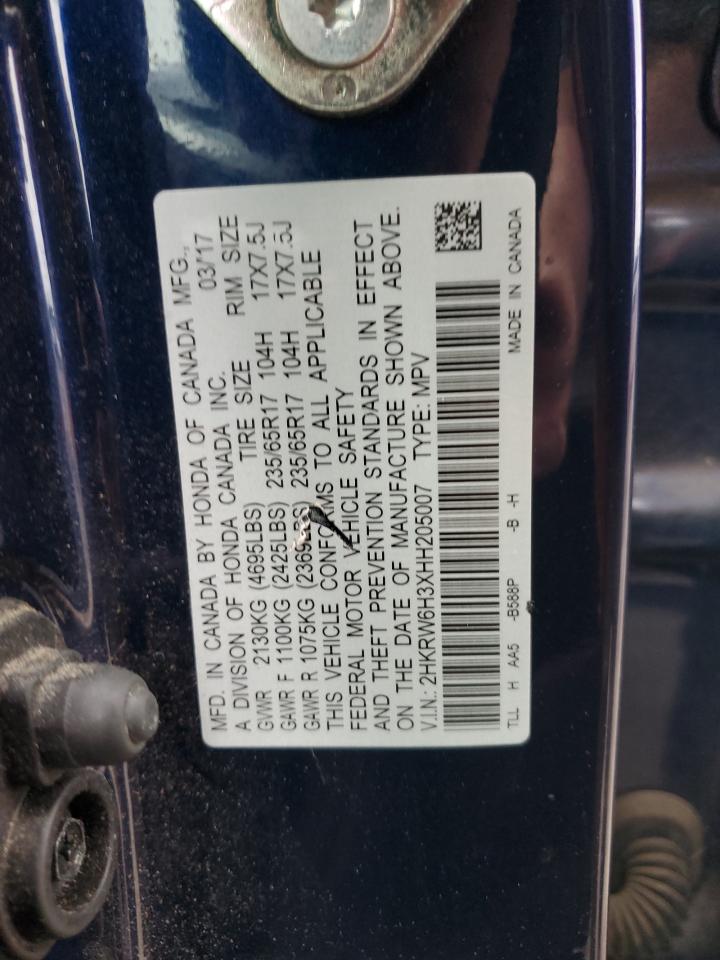 MFD. IN CANADA BY HONDA OF CANADA MFG.,
A DIVISION OF HONDA CANADA INC. 03/'17
GVWR 2130KG (4695LBS) TIRE SIZE RIM SIZE
GAWR F 1100KG (2425LBS) 235/65R17 104H 17X7.5J
GAWR R 1075KG (2369LBS) 235/65R17 104H 17X7.5J
THIS VEHICLE CONFORMS TO ALL APPLICABLE
FEDERAL MOTOR VEHICLE SAFETY
AND THEFT PREVENTION STANDARDS IN EFFECT
ON THE DATE OF MANUFACTURE SHOWN ABOVE.
V.I.N.: 2HKRW6H3XHH205007 TYPE: MPV
TLL H AA5 -B588P -B -H MADE IN CANADA